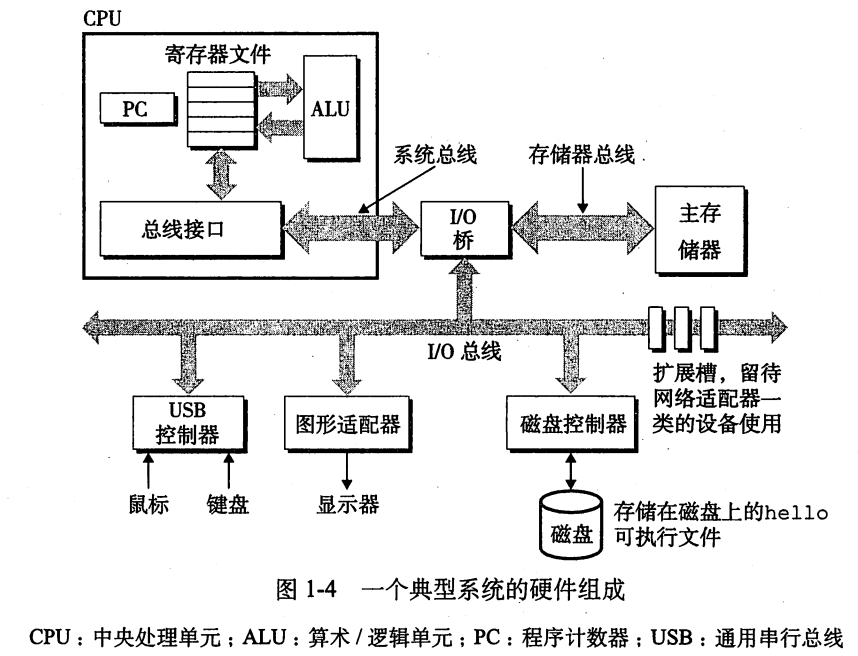 CPU
寄存器文件
PC
ALU
系统总线
存储器总线
总线接口
I/O
桥
主存
储器
I/O 总线
扩展槽，留待
网络适配器一
类的设备使用
USB
控制器
图形适配器
磁盘控制器
鼠标
键盘
显示器
磁盘
存储在磁盘上的hello
可执行文件
图 1-4 一个典型系统的硬件组成
CPU：中央处理单元；ALU：算术/逻辑单元；PC：程序计数器；USB：通用串行总线